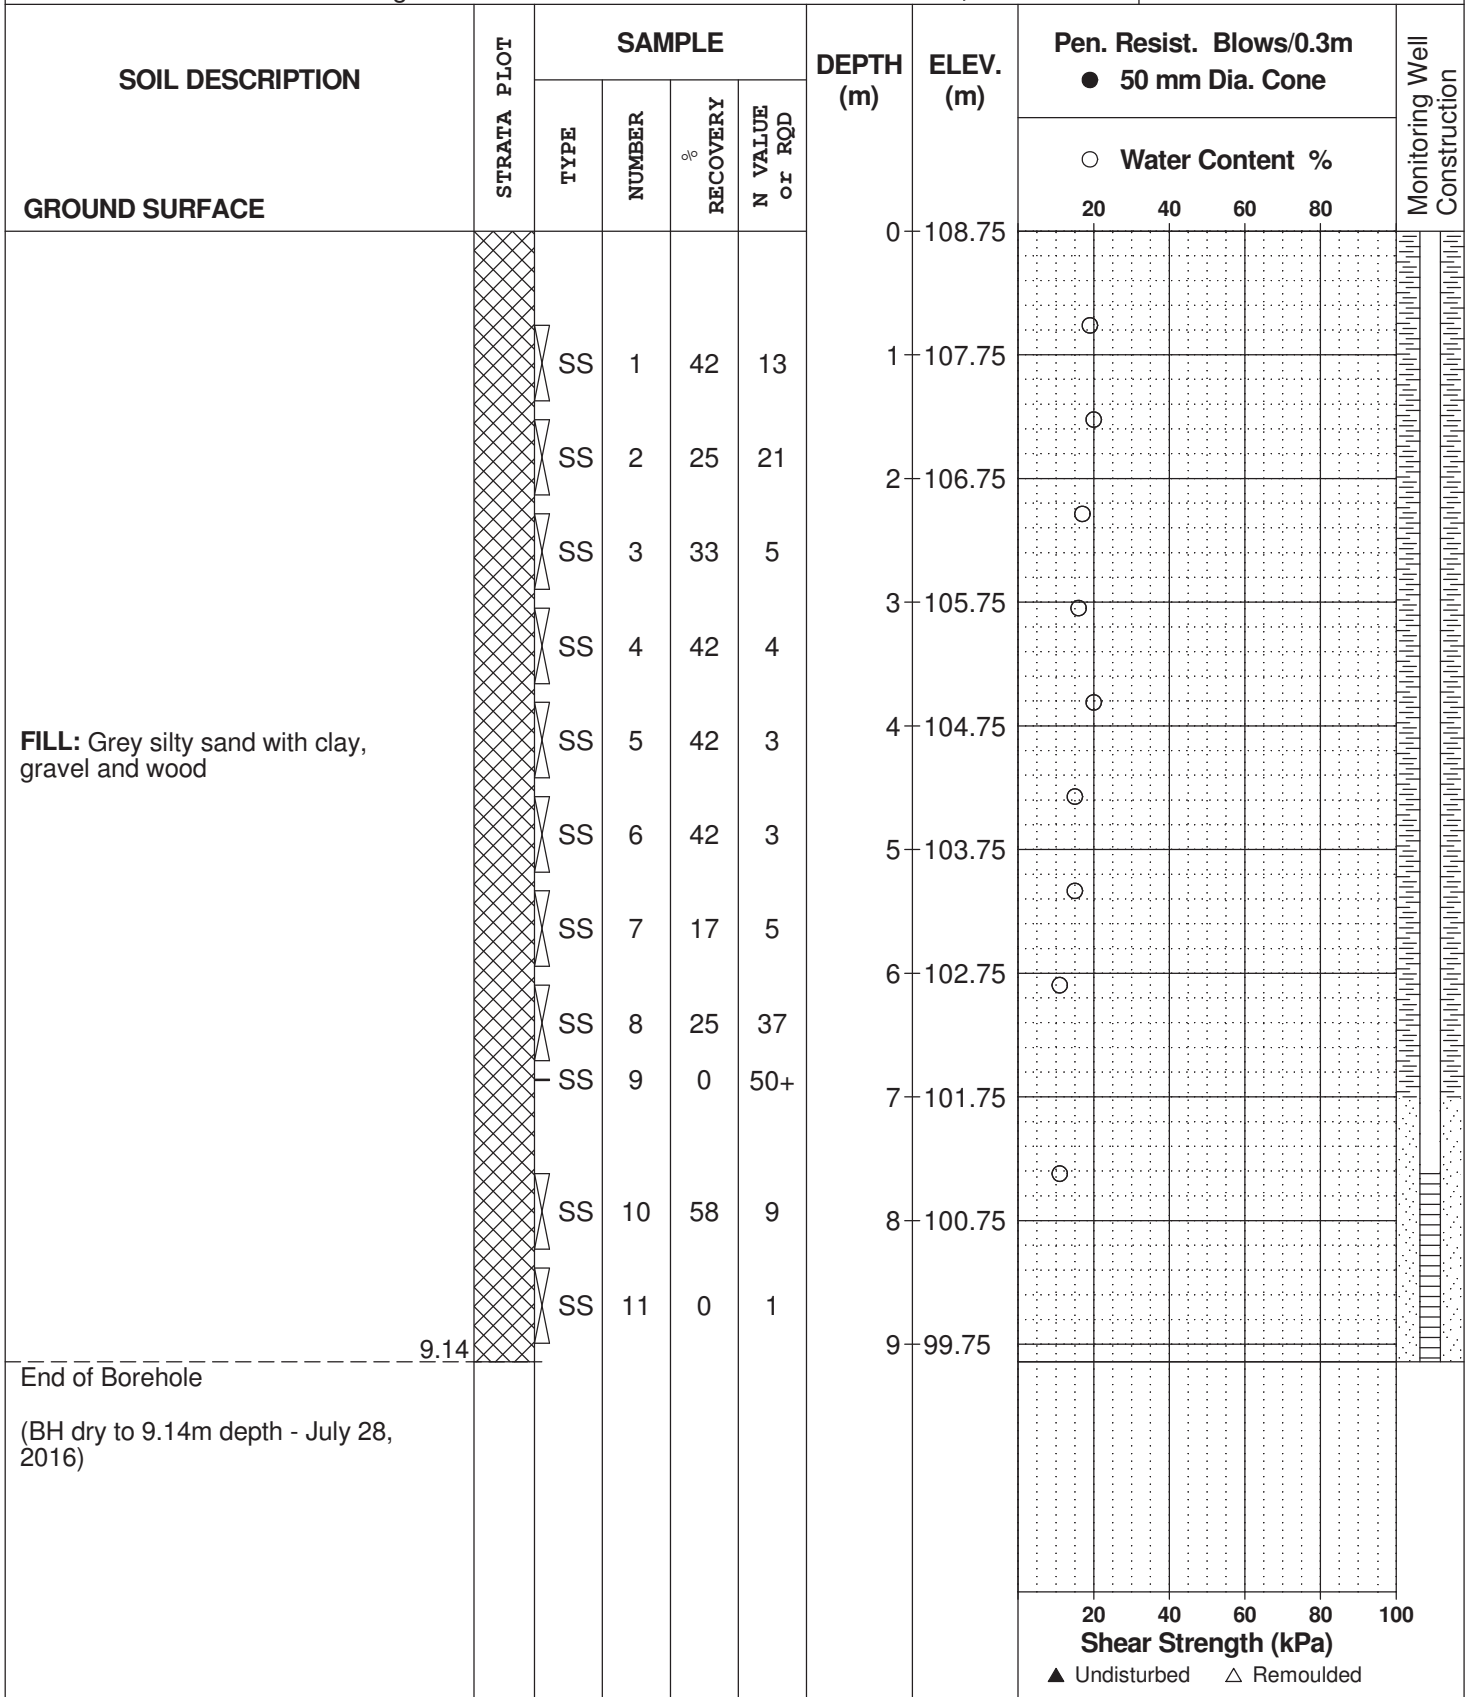 SOIL DESCRIPTION
GROUND SURFACE
STRATA PLOT
SAMPLE
TYPE
NUMBER
% RECOVERY
N VALUE or RQD
DEPTH (m)
ELEV. (m)
Pen. Resist. Blows/0.3m
● 50 mm Dia. Cone
○ Water Content %
20 40 60 80
Monitoring Well Construction
0 108.75
SS 1 42 13
1 107.75
SS 2 25 21
2 106.75
SS 3 33 5
3 105.75
SS 4 42 4
4 104.75
FILL: Grey silty sand with clay,
gravel and wood
SS 5 42 3
SS 6 42 3
5 103.75
SS 7 17 5
6 102.75
SS 8 25 37
SS 9 0 50+
7 101.75
SS 10 58 9
8 100.75
SS 11 0 1
9 99.75
9.14
End of Borehole
(BH dry to 9.14m depth - July 28,
2016)
20 40 60 80 100
Shear Strength (kPa)
▲ Undisturbed △ Remoulded